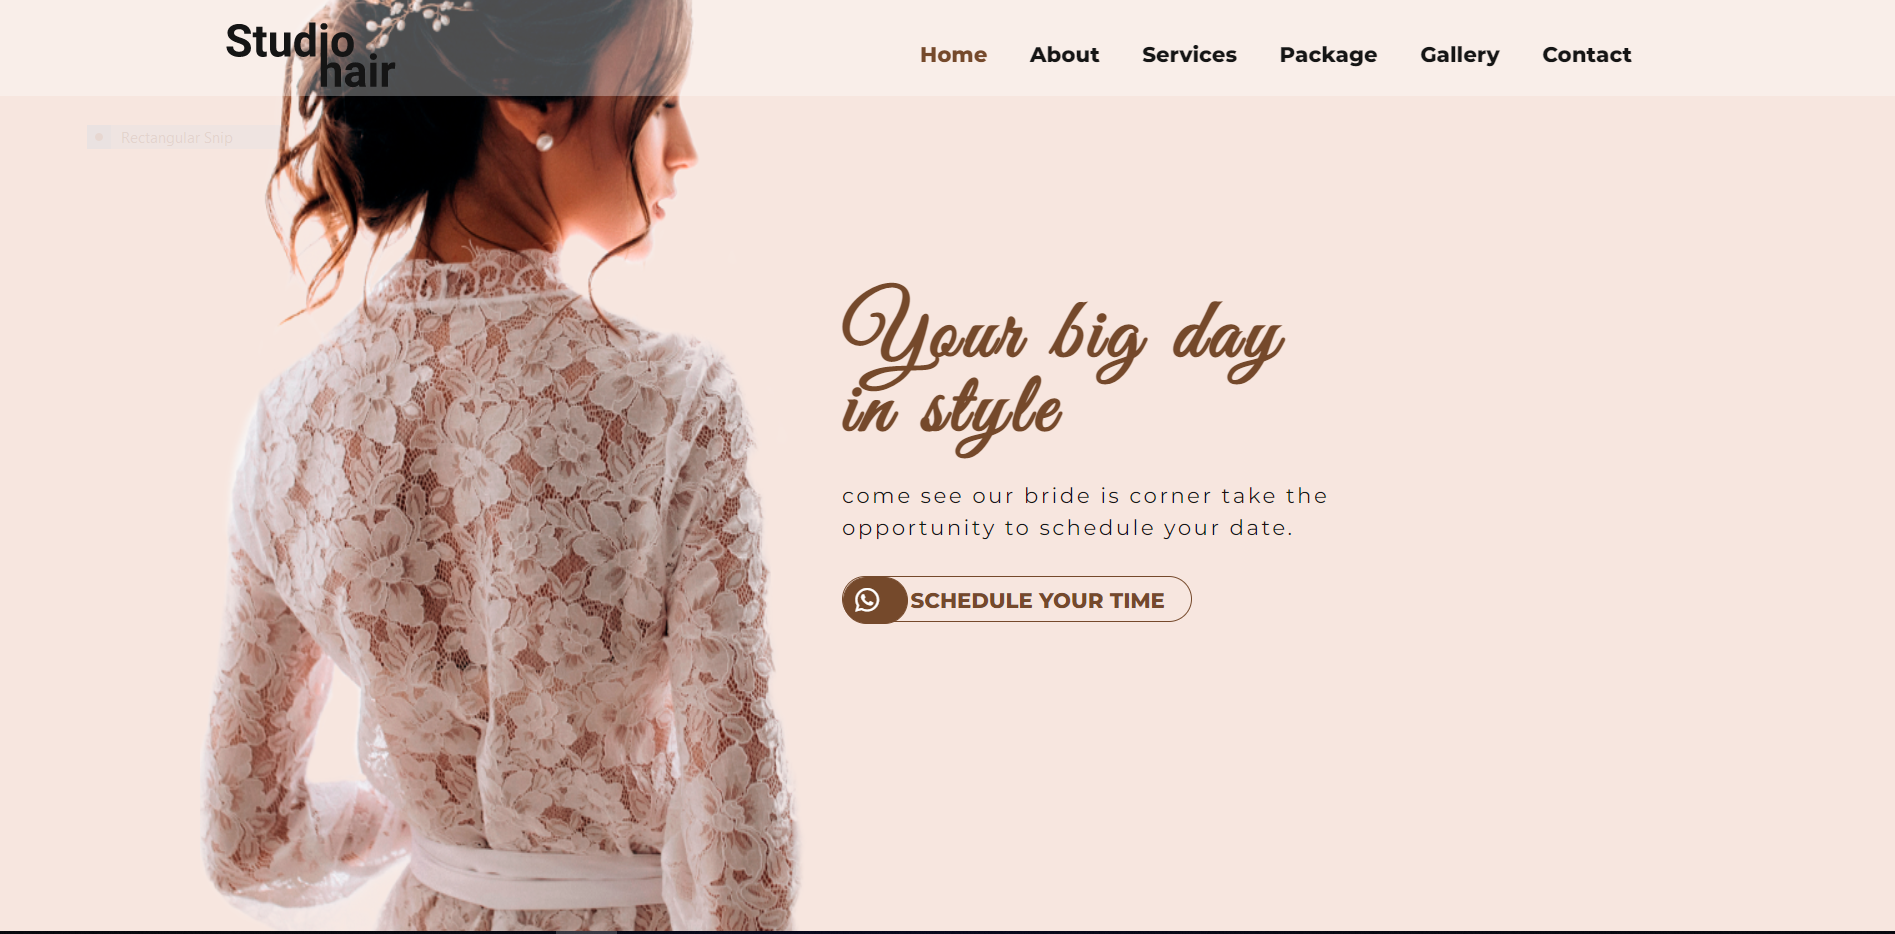 Studio
hair
Home About Services Package Gallery Contact
Rectangular Snip
Your big day
in style
come see our bride is corner take the
opportunity to schedule your date.
SCHEDULE YOUR TIME